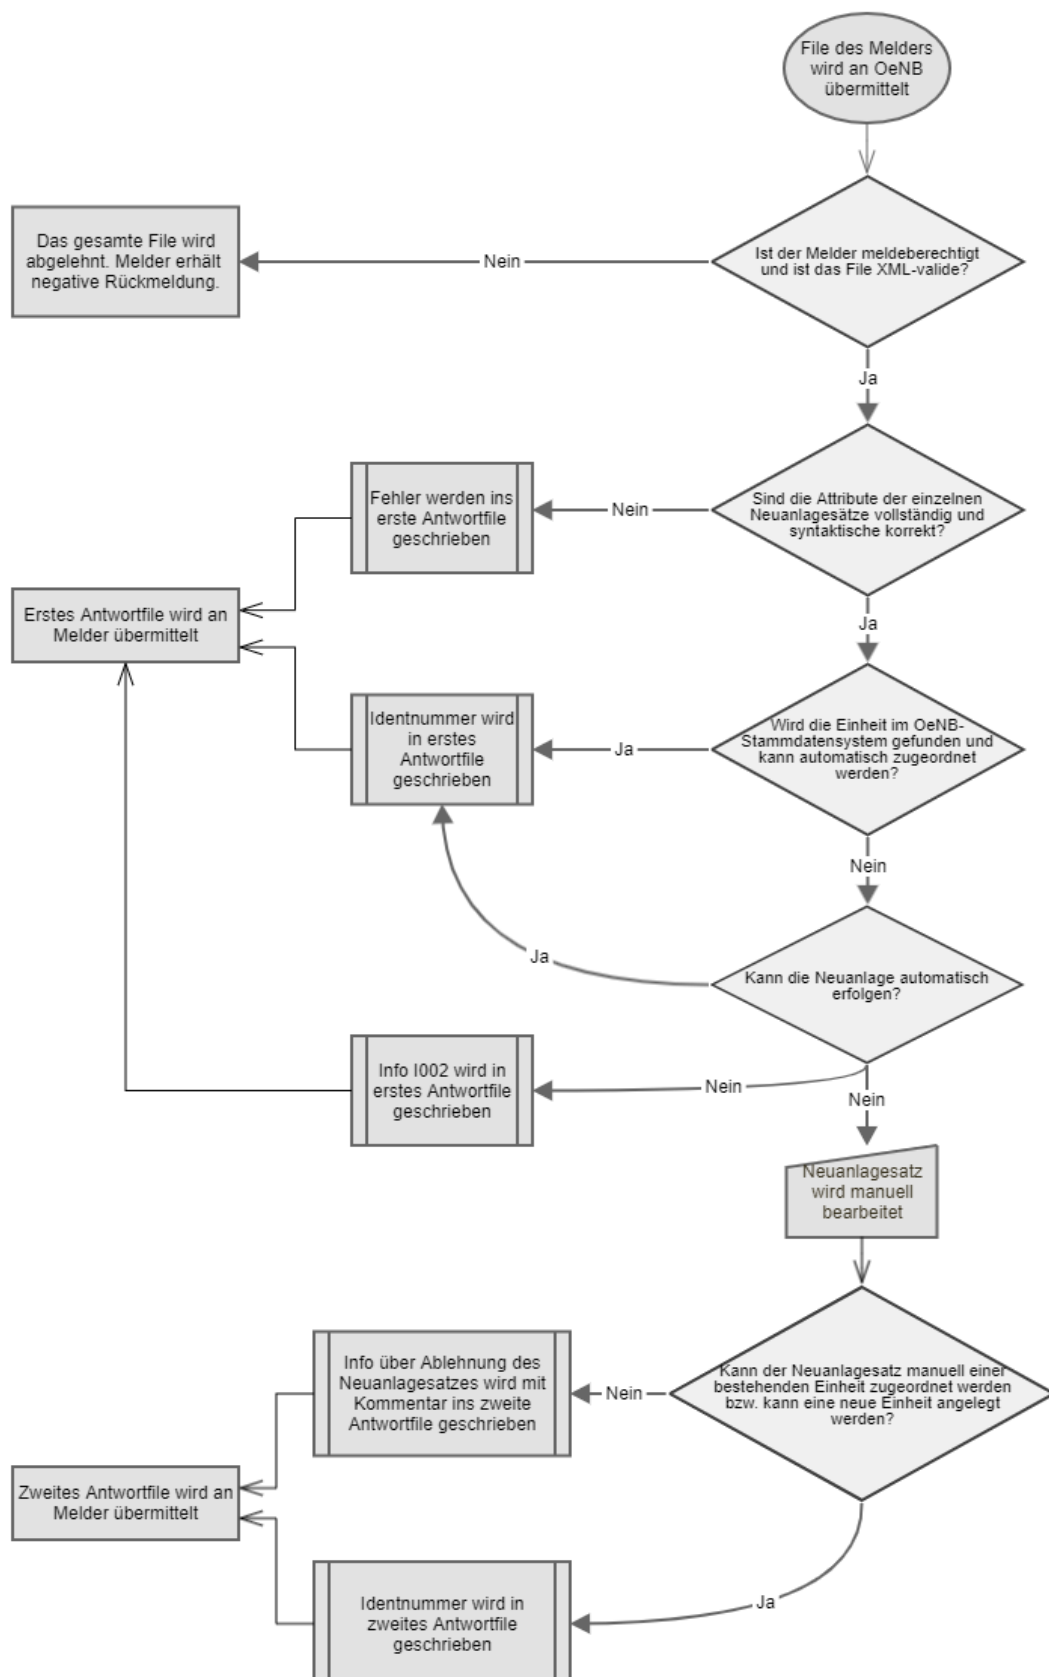 File des Melders
wird an OeNB
übermittelt
Ist der Melder meldeberechtigt
und ist das File XML-valide?
Nein
Das gesamte File wird
abgelehnt. Melder erhält
negative Rückmeldung.
Ja
Sind die Attribute der einzelnen
Neuanlagesätze vollständig und
syntaktische korrekt?
Nein
Fehler werden ins
erste Antwortfile
geschrieben
Erstes Antwortfile wird an
Melder übermittelt
Ja
Wird die Einheit im OeNB-
Stammdatensystem gefunden und
kann automatisch zugeordnet
werden?
Ja
Identnummer wird
in erstes
Antwortfile
geschrieben
Nein
Kann die Neuanlage automatisch
erfolgen?
Ja
Nein
Info I002 wird in
erstes Antwortfile
geschrieben
Nein
Neuanlagesatz
wird manuell
bearbeitet
Kann der Neuanlagesatz manuell einer
bestehenden Einheit zugeordnet werden
bzw. kann eine neue Einheit angelegt
werden?
Nein
Info über Ablehnung des
Neuanlagesatzes wird mit
Kommentar ins zweite
Antwortfile geschrieben
Zweites Antwortfile wird an
Melder übermittelt
Ja
Identnummer wird in
zweites Antwortfile
geschrieben